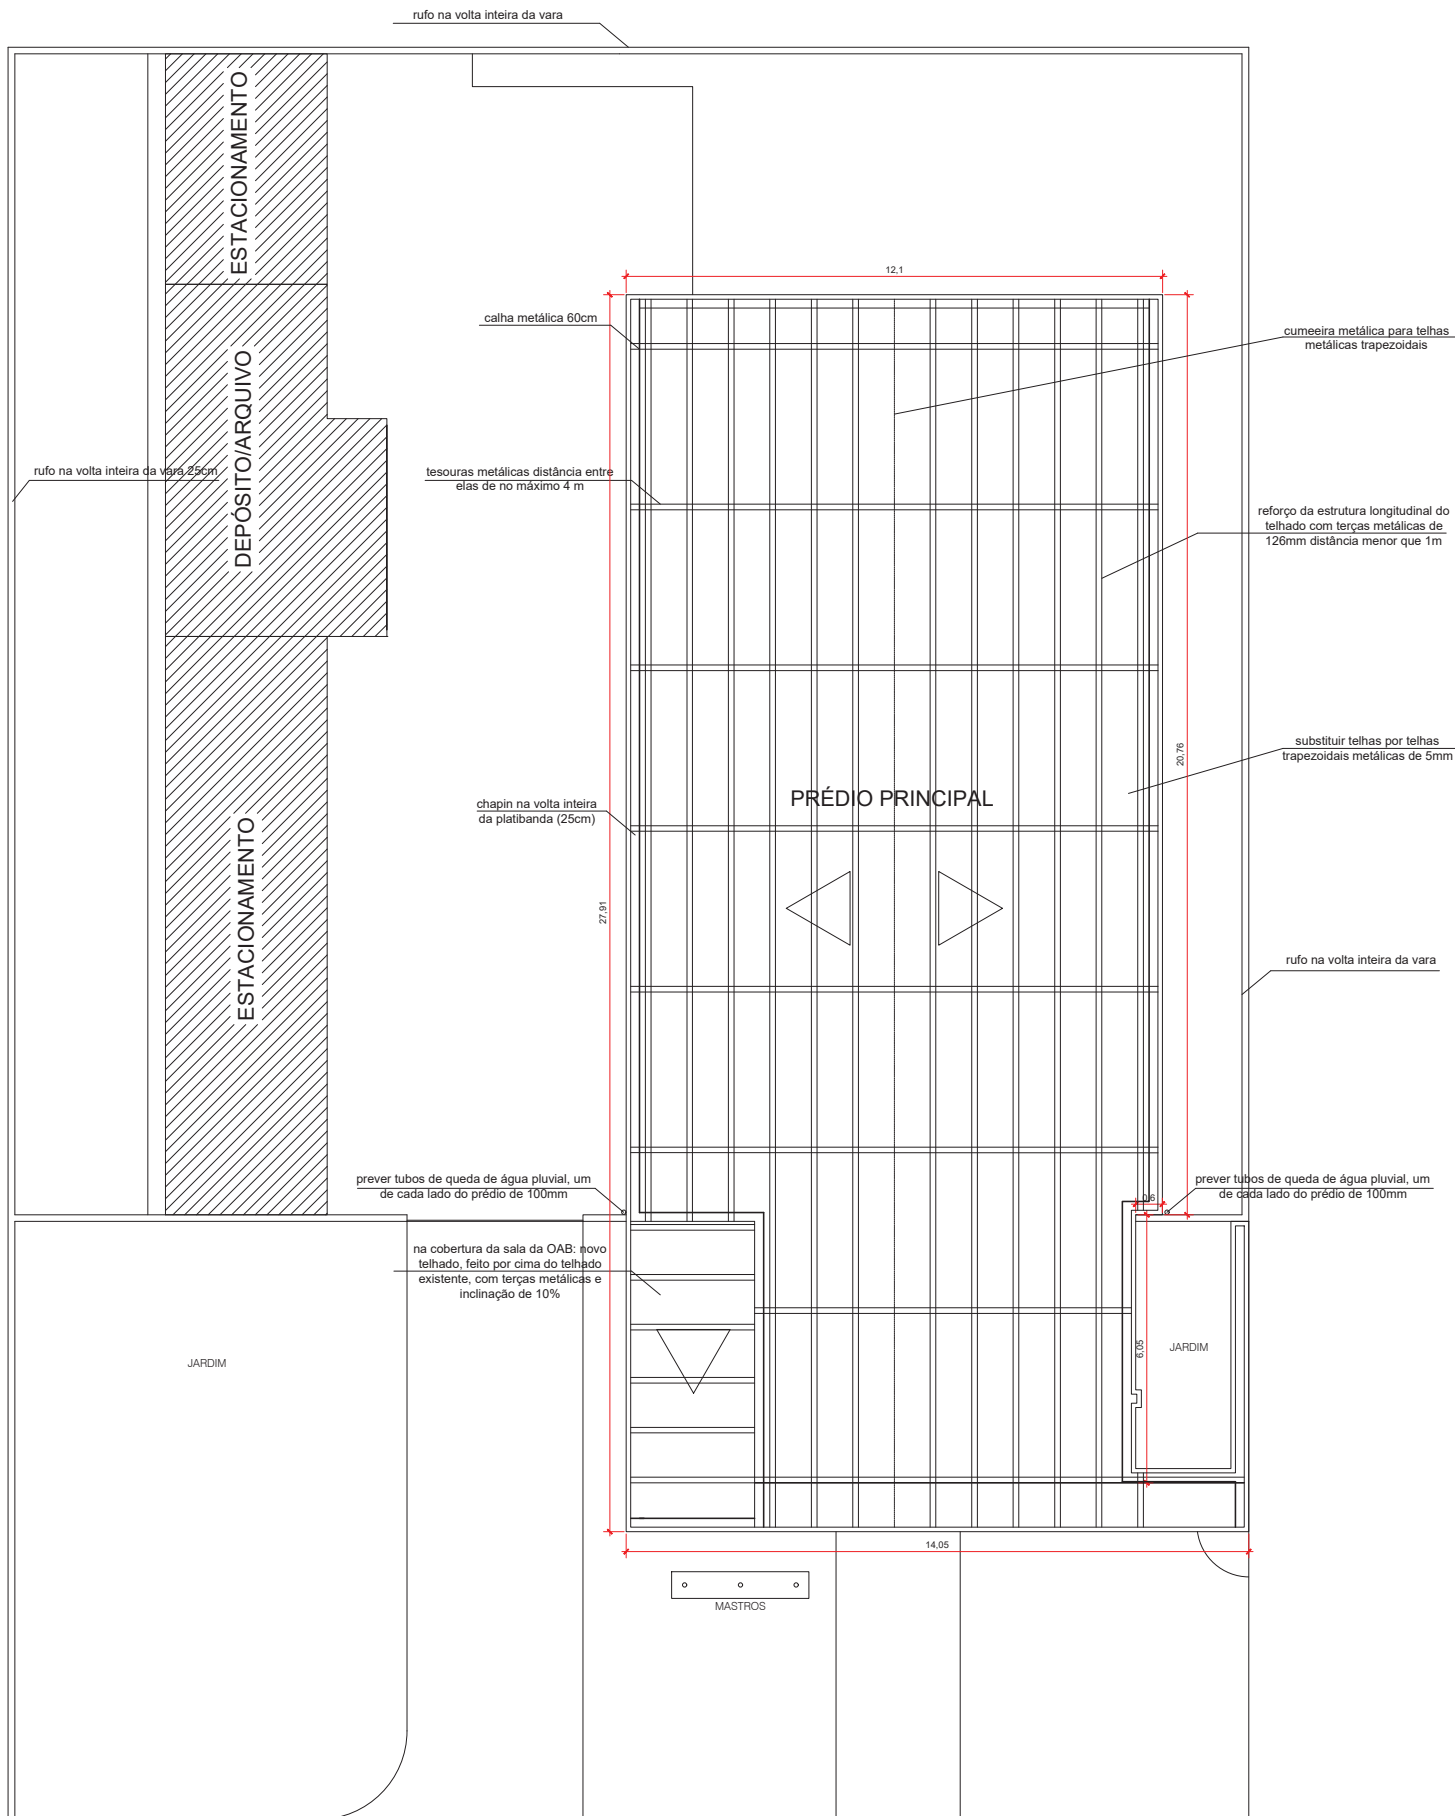 rufo na volta inteira da vara
ESTACIONAMENTO
12,1
calha metálica 60cm
cumeeira metálica para telhas
metálicas trapezoidais
DEPÓSITO/ARQUIVO
rufo na volta inteira da vara 25cm
tesouras metálicas distância entre
elas de no máximo 4 m
reforço da estrutura longitudinal do
telhado com terças metálicas de
126mm distância menor que 1m
20,76
substituir telhas por telhas
trapezoidais metálicas de 5mm
PRÉDIO PRINCIPAL
chapin na volta inteira
da platibanda (25cm)
ESTACIONAMENTO
27,91
rufo na volta inteira da vara
prever tubos de queda de água pluvial, um
de cada lado do prédio de 100mm
0,6
prever tubos de queda de água pluvial, um
de cada lado do prédio de 100mm
na cobertura da sala da OAB: novo
telhado, feito por cima do telhado
existente, com terças metálicas e
inclinação de 10%
JARDIM
6,05
JARDIM
14,05
MASTROS